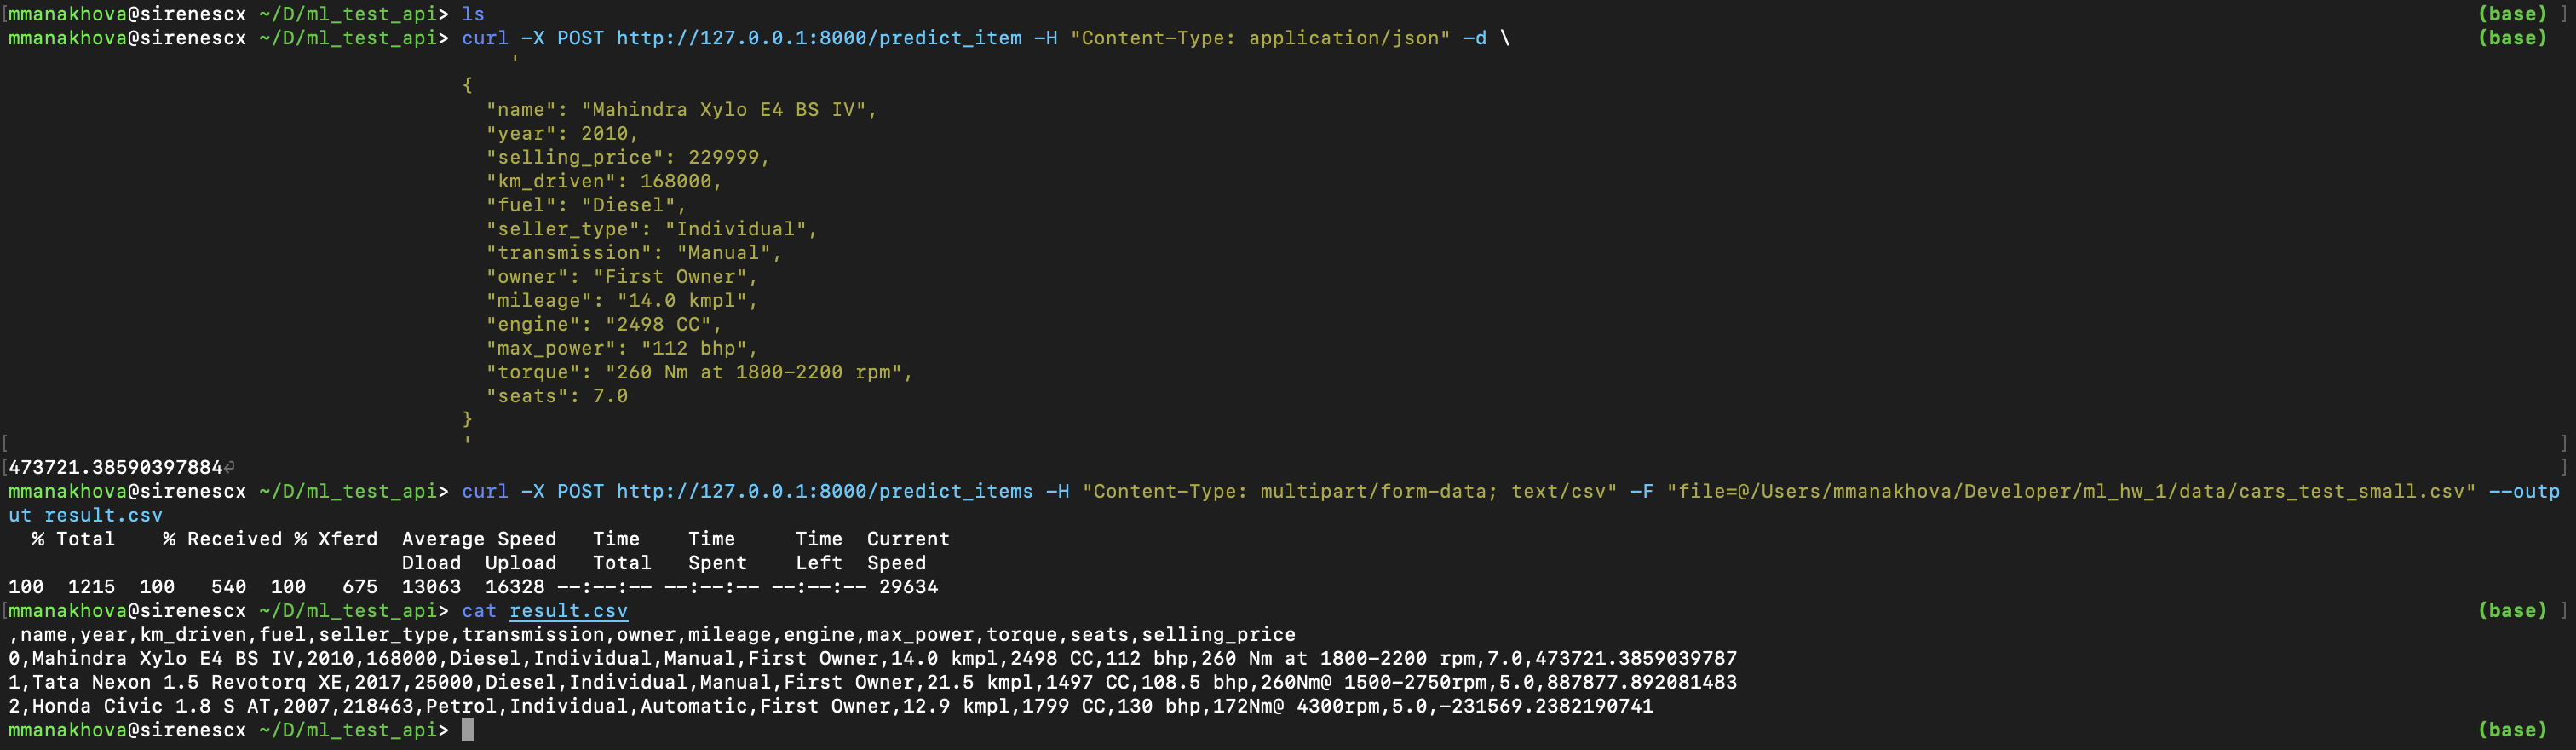 mmanakhova@sirenescx ~/D/ml_test_api> ls (base)
mmanakhova@sirenescx ~/D/ml_test_api> curl -X POST http://127.0.0.1:8000/predict_item -H "Content-Type: application/json" -d \ (base)
'
{
"name": "Mahindra Xylo E4 BS IV",
"year": 2010,
"selling_price": 229999,
"km_driven": 168000,
"fuel": "Diesel",
"seller_type": "Individual",
"transmission": "Manual",
"owner": "First Owner",
"mileage": "14.0 kmpl",
"engine": "2498 CC",
"max_power": "112 bhp",
"torque": "260 Nm at 1800-2200 rpm",
"seats": 7.0
}
'
473721.38590397884⏎
mmanakhova@sirenescx ~/D/ml_test_api> curl -X POST http://127.0.0.1:8000/predict_items -H "Content-Type: multipart/form-data; text/csv" -F "file=@/Users/mmanakhova/Developer/ml_hw_1/data/cars_test_small.csv" --outp
ut result.csv
% Total % Received % Xferd Average Speed Time Time Time Current
Dload Upload Total Spent Left Speed
100 1215 100 540 100 675 13063 16328 --:--:-- --:--:-- --:--:-- 29634
mmanakhova@sirenescx ~/D/ml_test_api> cat result.csv (base)
,name,year,km_driven,fuel,seller_type,transmission,owner,mileage,engine,max_power,torque,seats,selling_price
0,Mahindra Xylo E4 BS IV,2010,168000,Diesel,Individual,Manual,First Owner,14.0 kmpl,2498 CC,112 bhp,260 Nm at 1800-2200 rpm,7.0,473721.3859039787
1,Tata Nexon 1.5 Revotorq XE,2017,25000,Diesel,Individual,Manual,First Owner,21.5 kmpl,1497 CC,108.5 bhp,260Nm@ 1500-2750rpm,5.0,887877.892081483
2,Honda Civic 1.8 S AT,2007,218463,Petrol,Individual,Automatic,First Owner,12.9 kmpl,1799 CC,130 bhp,172Nm@ 4300rpm,5.0,-231569.2382190741
mmanakhova@sirenescx ~/D/ml_test_api> (base)